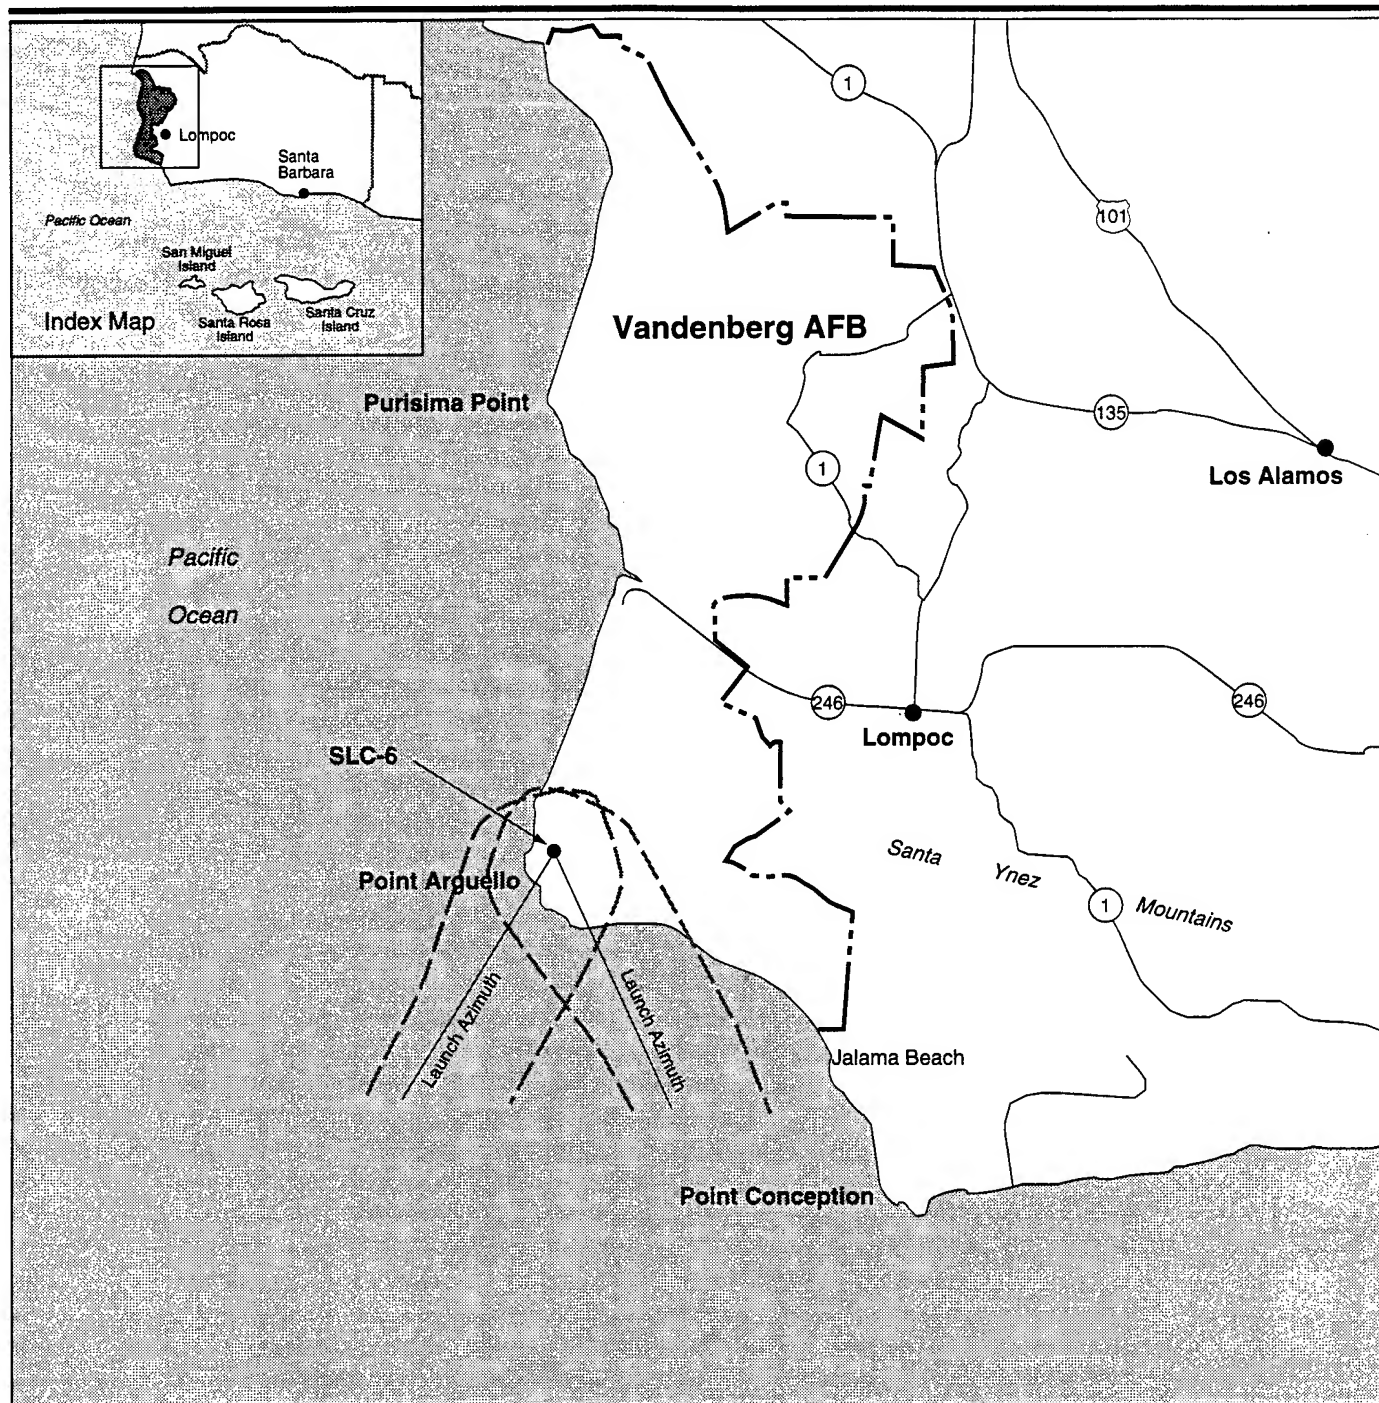 Lompoc
Santa
Barbara
Pacific Ocean
San Miguel
Island
Santa Rosa
Island
Santa Cruz
Island
Index Map
1
101
Vandenberg AFB
Purisima Point
135
1
Los Alamos
Pacific
Ocean
246
246
Lompoc
SLC-6
Santa Ynez Mountains
Point Arguello
1
Launch Azimuth
Launch Azimuth
Jalama Beach
Point Conception